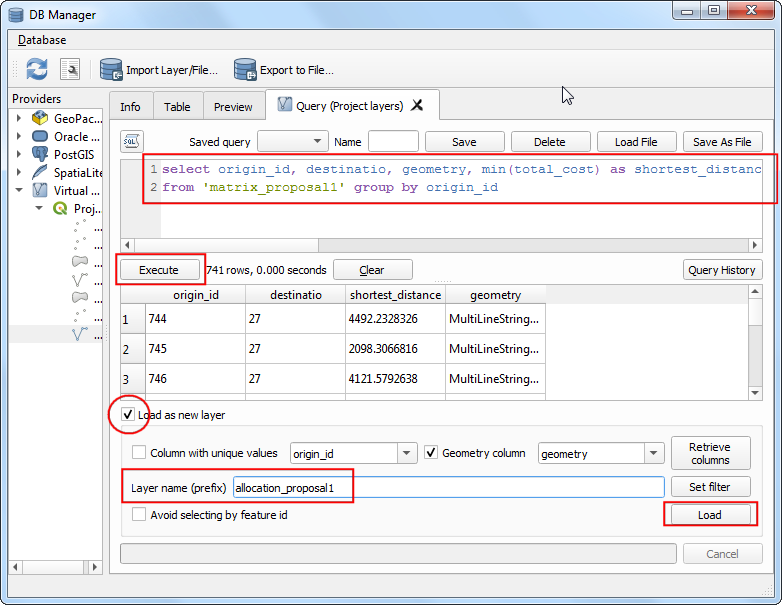 DB Manager
Database
Import Layer/File...
Export to File...
Providers
GeoPac...
Oracle ...
PostGIS
SpatiaLite
Virtual ...
Proj...
...
...
...
...
...
...
...
Info
Table
Preview
Query (Project layers)
SQL
Saved query
Name
Save
Delete
Load File
Save As File
1 select origin_id, destinatio, geometry, min(total_cost) as shortest_distanc
2 from 'matrix_proposal1' group by origin_id
Execute
741 rows, 0.000 seconds
Clear
Query History
origin_id destinatio shortest_distance geometry
1 744 27 4492.2328326 MultiLineString...
2 745 27 2098.3066816 MultiLineString...
3 746 27 4121.5792638 MultiLineString...
Load as new layer
Column with unique values
origin_id
Geometry column
geometry
Retrieve
columns
Layer name (prefix)
allocation_proposal1
Set filter
Avoid selecting by feature id
Load
Cancel